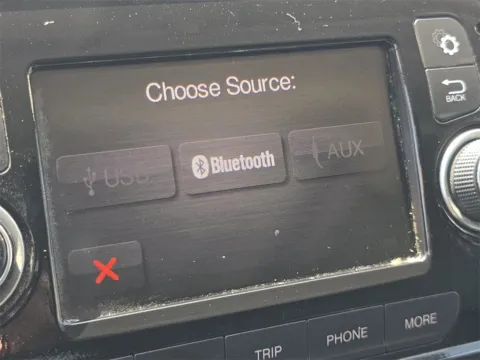 Choose Source:
USB Bluetooth AUX
BACK
TRIP PHONE MORE